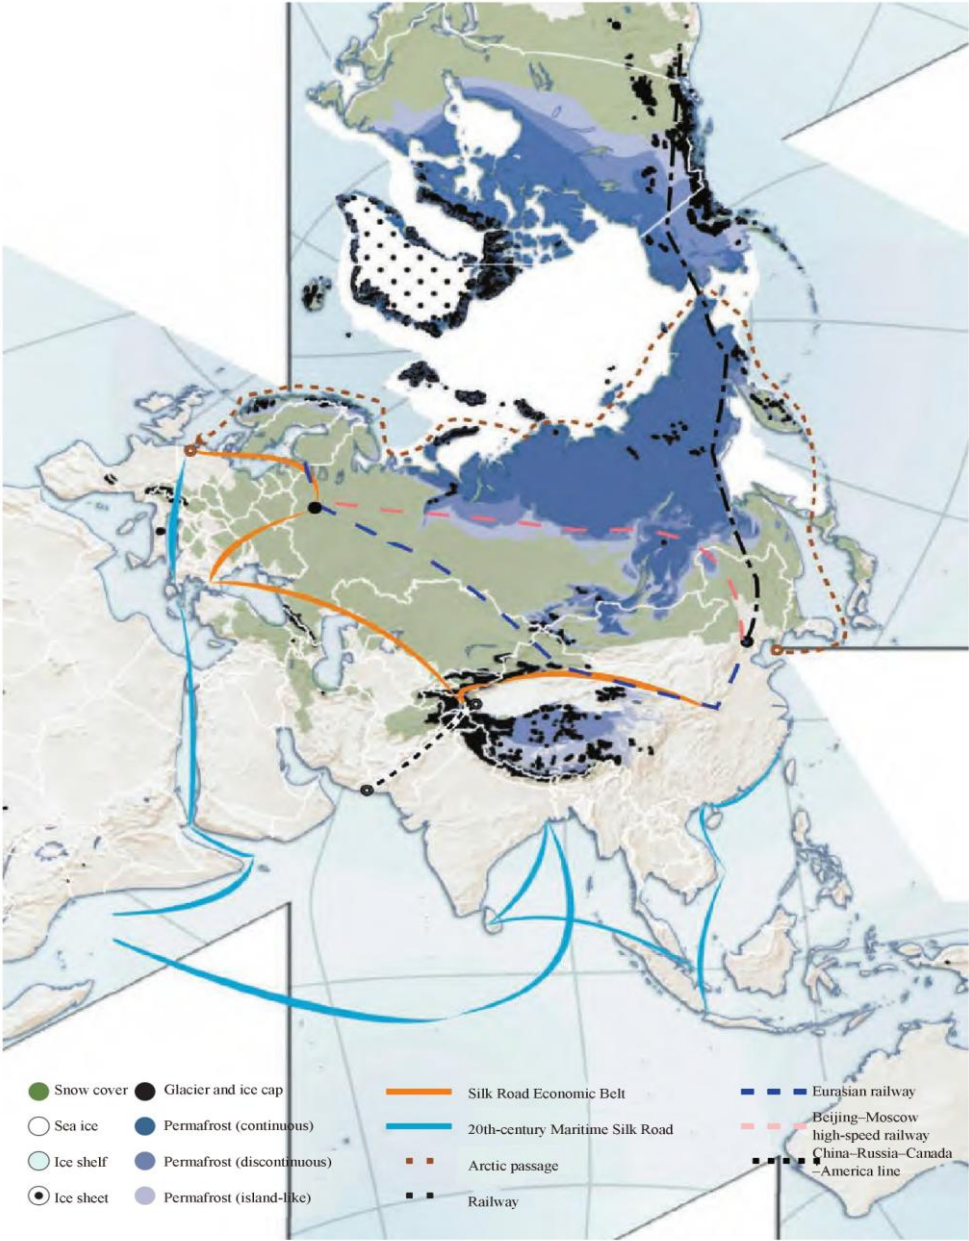 Snow cover
Glacier and ice cap
Sea ice
Permafrost (continuous)
Ice shelf
Permafrost (discontinuous)
Ice sheet
Permafrost (island-like)
Silk Road Economic Belt
20th-century Maritime Silk Road
Arctic passage
Railway
Eurasian railway
Beijing–Moscow
high-speed railway
China–Russia–Canada
–America line